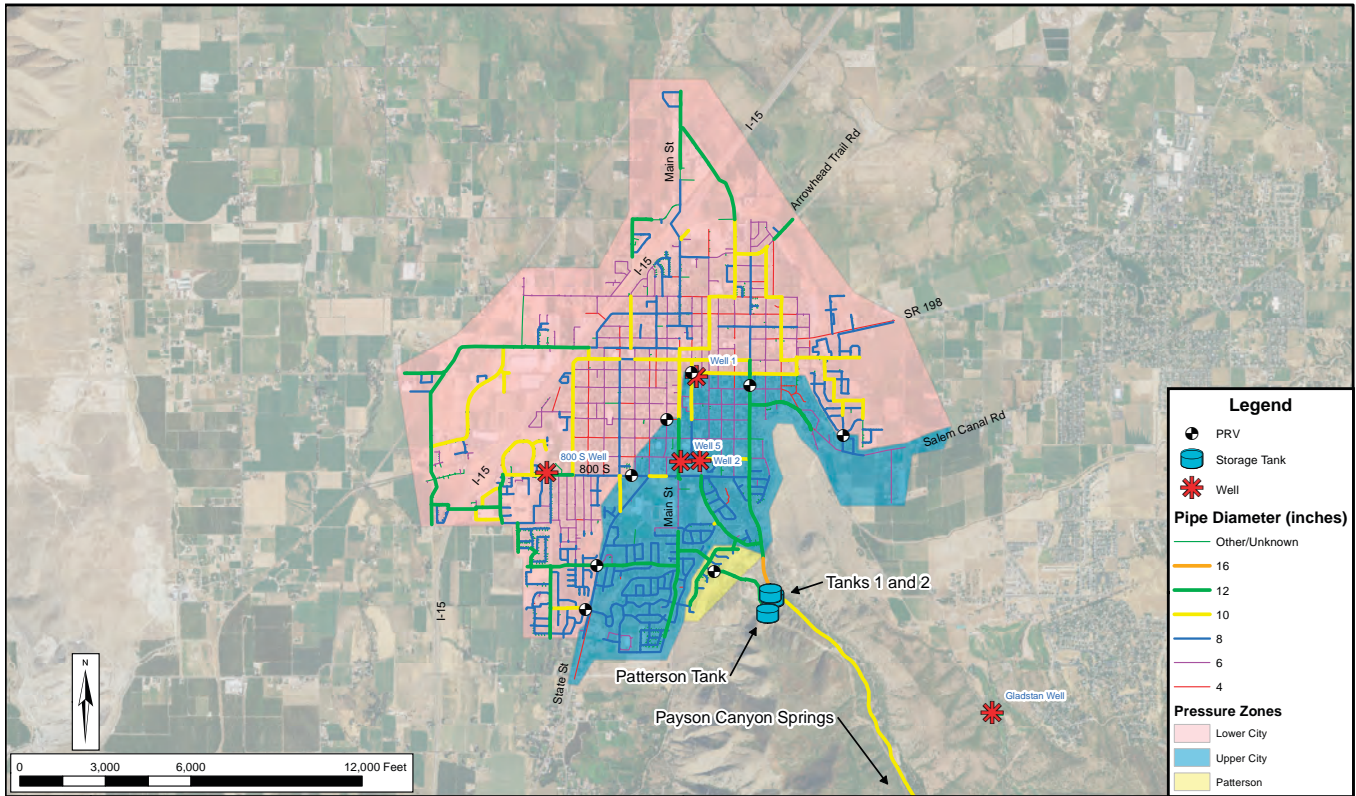 I-15
Main St
Arrowhead Trail Rd
I-15
SR 198
Well 1
Salem Canal Rd
Well 5
800 S Well
800 S
Well 2
I-15
Main St
Tanks 1 and 2
I-15
Patterson Tank
State St
Gladstan Well
Payson Canyon Springs
N
0 3,000 6,000 12,000 Feet
Legend
PRV
Storage Tank
Well
Pipe Diameter (inches)
Other/Unknown
16
12
10
8
6
4
Pressure Zones
Lower City
Upper City
Patterson